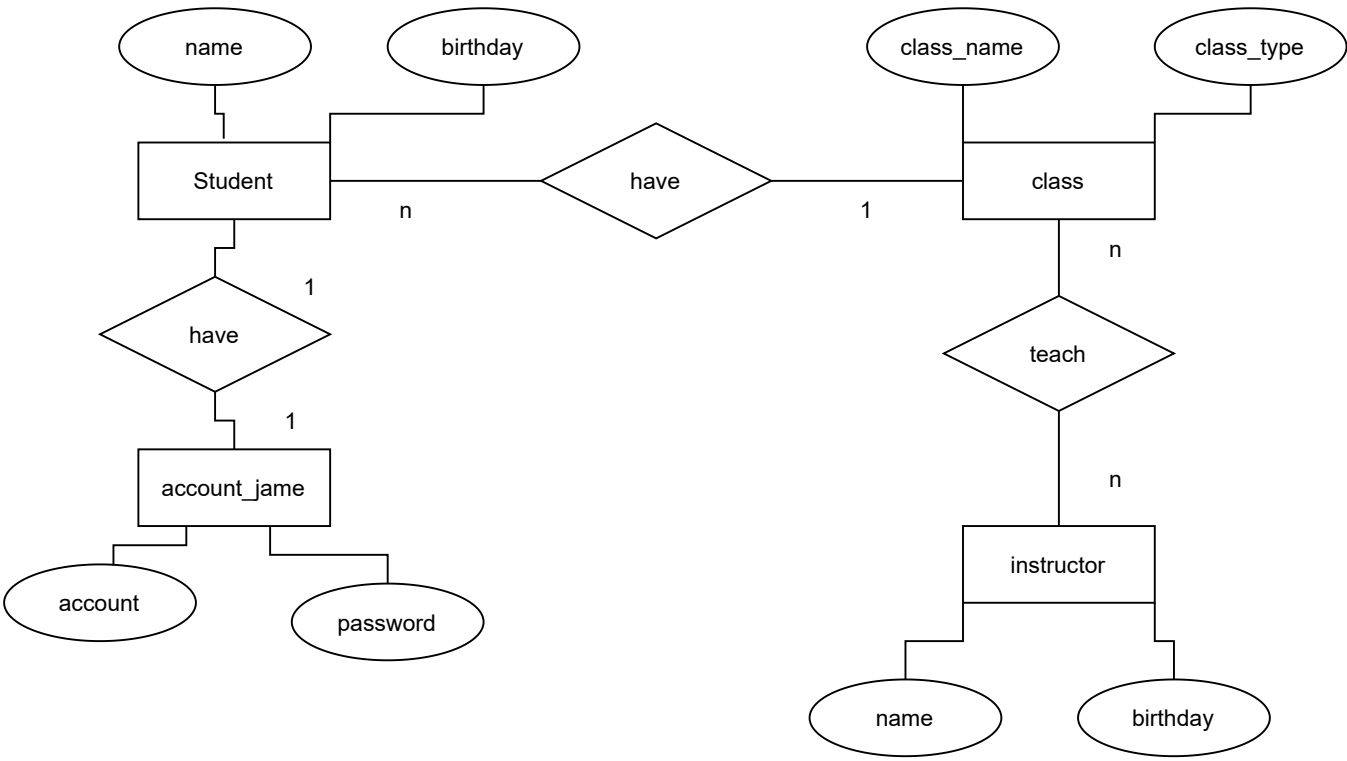 name
birthday
class_name
class_type
Student
have
class
n
1
n
1
have
teach
1
n
account_jame
instructor
account
password
name
birthday